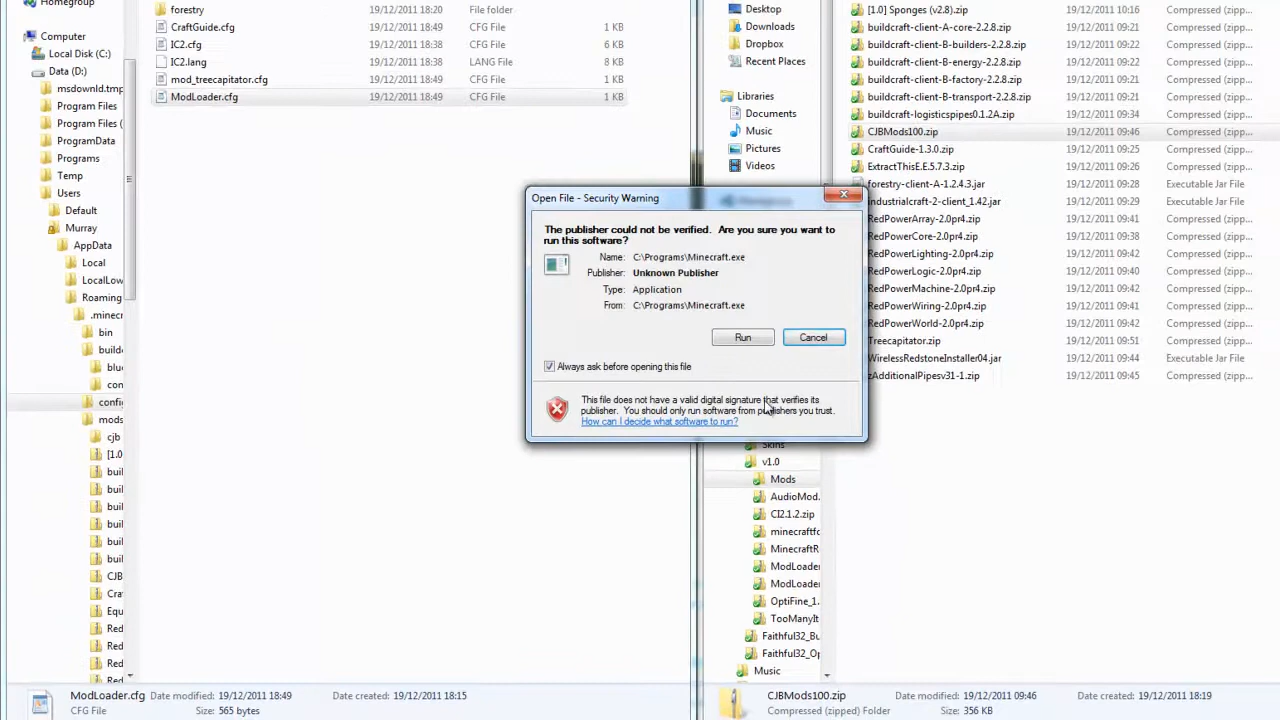 Homegroup
Computer
Local Disk (C:)
Data (D:)
msdownld.tmp
Program Files
Program Files (
ProgramData
Programs
Temp
Users
Default
Murray
AppData
Local
LocalLow
Roaming
.minecr
bin
build
blu
con
config
mods
cjb
[1.0
buil
buil
buil
buil
buil
buil
CJB
Craf
Equ
Red
Red
Red
Red
forestry 19/12/2011 18:20 File folder
CraftGuide.cfg 19/12/2011 18:49 CFG File 1 KB
IC2.cfg 19/12/2011 18:44 CFG File 6 KB
IC2.lang 19/12/2011 18:49 LANG File 8 KB
mod_treecapitator.cfg 19/12/2011 18:49 CFG File 1 KB
ModLoader.cfg 19/12/2011 18:49 CFG File 1 KB
Open File - Security Warning
The publisher could not be verified. Are you sure you want to
run this software?
Name: C:\Programs\Minecraft.exe
Publisher: Unknown Publisher
Type: Application
From: C:\Programs\Minecraft.exe
Run Cancel
Always ask before opening this file
This file does not have a valid digital signature that verifies its
publisher. You should only run software from publishers you trust.
How can I decide what software to run?
Desktop
Downloads
Dropbox
Recent Places
Libraries
Documents
Music
Pictures
Videos
Skins
v1.0
Mods
AudioMod.
CI2.1.2.zip
minecraftfo
MinecraftR
ModLoader
ModLoader
OptiFine_1.
TooManyIt
Faithful32_Bu
Faithful32_Op
Music
[1.0] Sponges (v2.8).zip 19/12/2011 10:16 Compressed (zipp...
buildcraft-client-A-core-2.2.8.zip 19/12/2011 09:22 Compressed (zipp...
buildcraft-client-B-builders-2.2.8.zip 19/12/2011 09:22 Compressed (zipp...
buildcraft-client-B-energy-2.2.8.zip 19/12/2011 09:22 Compressed (zipp...
buildcraft-client-B-factory-2.2.8.zip 19/12/2011 09:21 Compressed (zipp...
buildcraft-client-B-transport-2.2.8.zip 19/12/2011 09:21 Compressed (zipp...
buildcraft-logisticspipes0.1.2A.zip 19/12/2011 09:34 Compressed (zipp...
CJBMods100.zip 19/12/2011 09:46 Compressed (zipp...
CraftGuide-1.3.0.zip 19/12/2011 09:25 Compressed (zipp...
ExtractThisE.E.5.7.3.zip 19/12/2011 09:26 Compressed (zipp...
forestry-client-A-1.2.4.3.jar 19/12/2011 09:28 Executable Jar File
industrialcraft-2-client_1.42.jar 19/12/2011 09:29 Executable Jar File
RedPowerArray-2.0pr4.zip 19/12/2011 09:41 Compressed (zipp...
RedPowerCore-2.0pr4.zip 19/12/2011 09:38 Compressed (zipp...
RedPowerLighting-2.0pr4.zip 19/12/2011 09:41 Compressed (zipp...
RedPowerLogic-2.0pr4.zip 19/12/2011 09:40 Compressed (zipp...
RedPowerMachine-2.0pr4.zip 19/12/2011 09:42 Compressed (zipp...
RedPowerWiring-2.0pr4.zip 19/12/2011 09:41 Compressed (zipp...
RedPowerWorld-2.0pr4.zip 19/12/2011 09:42 Compressed (zipp...
Treecapitator.zip 19/12/2011 09:51 Compressed (zipp...
WirelessRedstoneInstaller04.jar 19/12/2011 09:44 Executable Jar File
zAdditionalPipesv31-1.zip 19/12/2011 09:45 Compressed (zipp...
ModLoader.cfg Date modified: 19/12/2011 18:49 Date created: 19/12/2011 18:15
CFG File Size: 565 bytes
CJBMods100.zip Date modified: 19/12/2011 09:46 Date created: 19/12/2011 18:19
Compressed (zipped) Folder Size: 356 KB